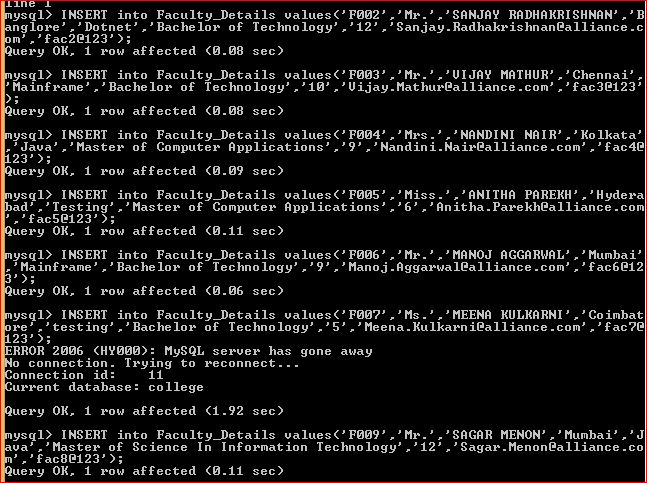 line 1
mysql> INSERT into Faculty_Details values('F002','Mr.','SANJAY RADHAKRISHNAN','B
anglore','Dotnet','Bachelor of Technology','12','Sanjay.Radhakrishnan@alliance.c
om','fac2@123');
Query OK, 1 row affected (0.08 sec)
mysql> INSERT into Faculty_Details values('F003','Mr.','VIJAY MATHUR','Chennai',
'Mainframe','Bachelor of Technology','10','Vijay.Mathur@alliance.com','fac3@123'
);
Query OK, 1 row affected (0.08 sec)
mysql> INSERT into Faculty_Details values('F004','Mrs.','NANDINI NAIR','Kolkata'
,'Java','Master of Computer Applications','9','Nandini.Nair@alliance.com','fac4@
123');
Query OK, 1 row affected (0.09 sec)
mysql> INSERT into Faculty_Details values('F005','Miss.','ANITHA PAREKH','Hydera
bad','Testing','Master of Computer Applications','6','Anitha.Parekh@alliance.com
','fac5@123');
Query OK, 1 row affected (0.11 sec)
mysql> INSERT into Faculty_Details values('F006','Mr.','MANOJ AGGARWAL','Mumbai'
,'Mainframe','Bachelor of Technology','9','Manoj.Aggarwal@alliance.com','fac6@12
3');
Query OK, 1 row affected (0.06 sec)
mysql> INSERT into Faculty_Details values('F007','Ms.','MEENA KULKARNI','Coimbat
ore','testing','Bachelor of Technology','5','Meena.Kulkarni@alliance.com','fac7@
123');
ERROR 2006 (HY000): MySQL server has gone away
No connection. Trying to reconnect...
Connection id:    11
Current database: college
Query OK, 1 row affected (1.92 sec)
mysql> INSERT into Faculty_Details values('F009','Mr.','SAGAR MENON','Mumbai','J
ava','Master of Science In Information Technology','12','Sagar.Menon@alliance.co
m','fac8@123');
Query OK, 1 row affected (0.11 sec)